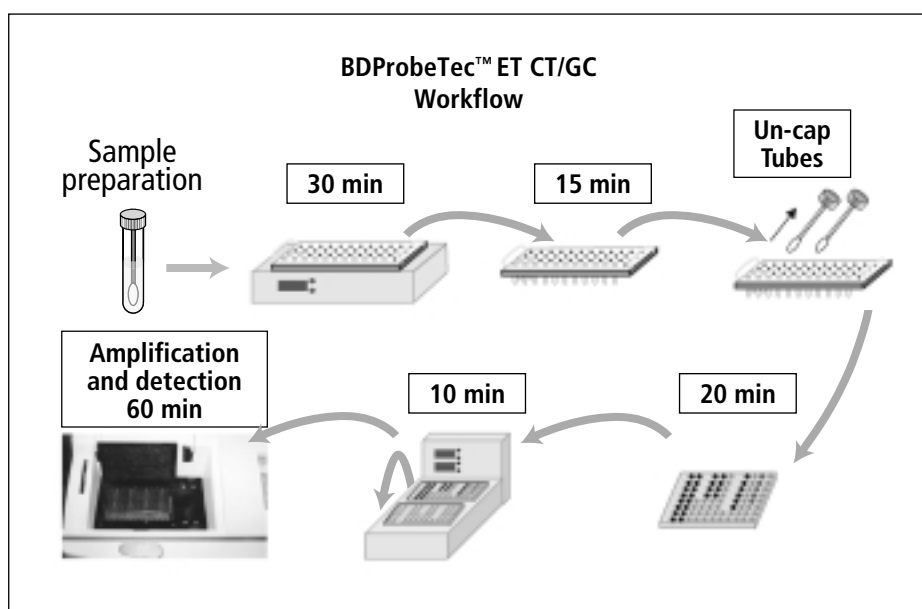 BDProbeTec™ ET CT/GC
Workflow
Sample
preparation
30 min
15 min
Un-cap
Tubes
20 min
10 min
Amplification
and detection
60 min